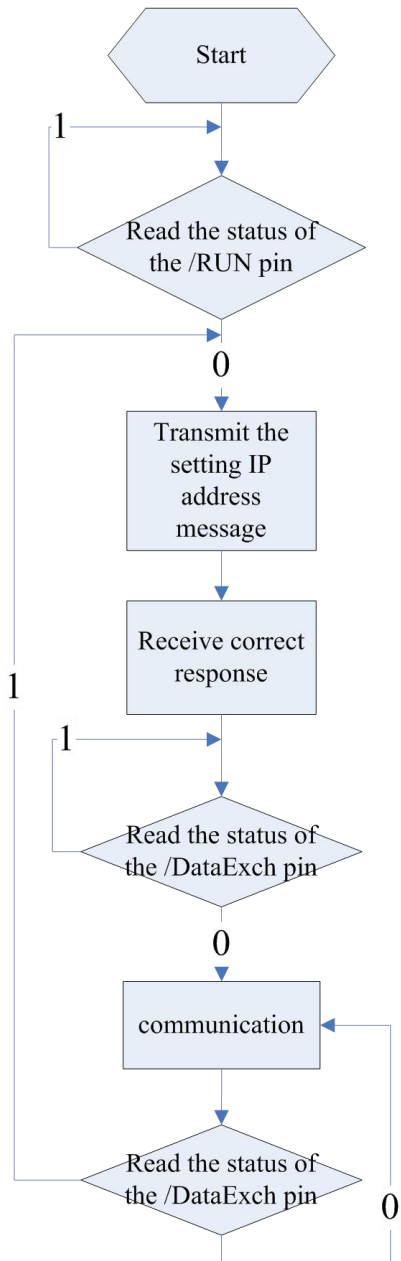 Start
1
Read the status of
the /RUN pin
0
Transmit the
setting IP
address
message
Receive correct
response
1
1
Read the status of
the /DataExch pin
0
communication
Read the status of
the /DataExch pin
0